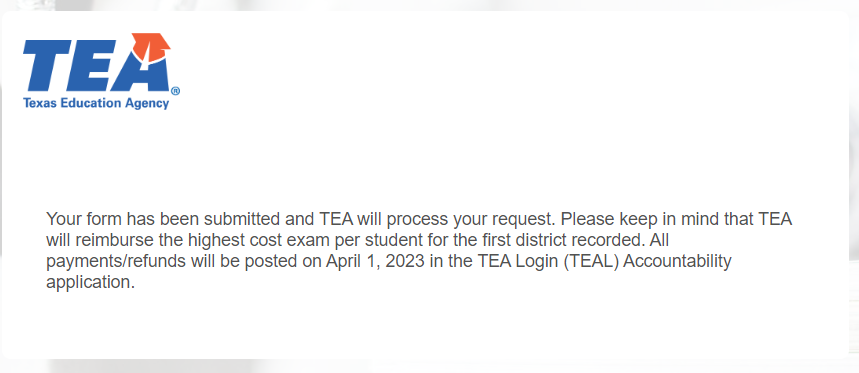 TEA®
Texas Education Agency
Your form has been submitted and TEA will process your request. Please keep in mind that TEA
will reimburse the highest cost exam per student for the first district recorded. All
payments/refunds will be posted on April 1, 2023 in the TEA Login (TEAL) Accountability
application.